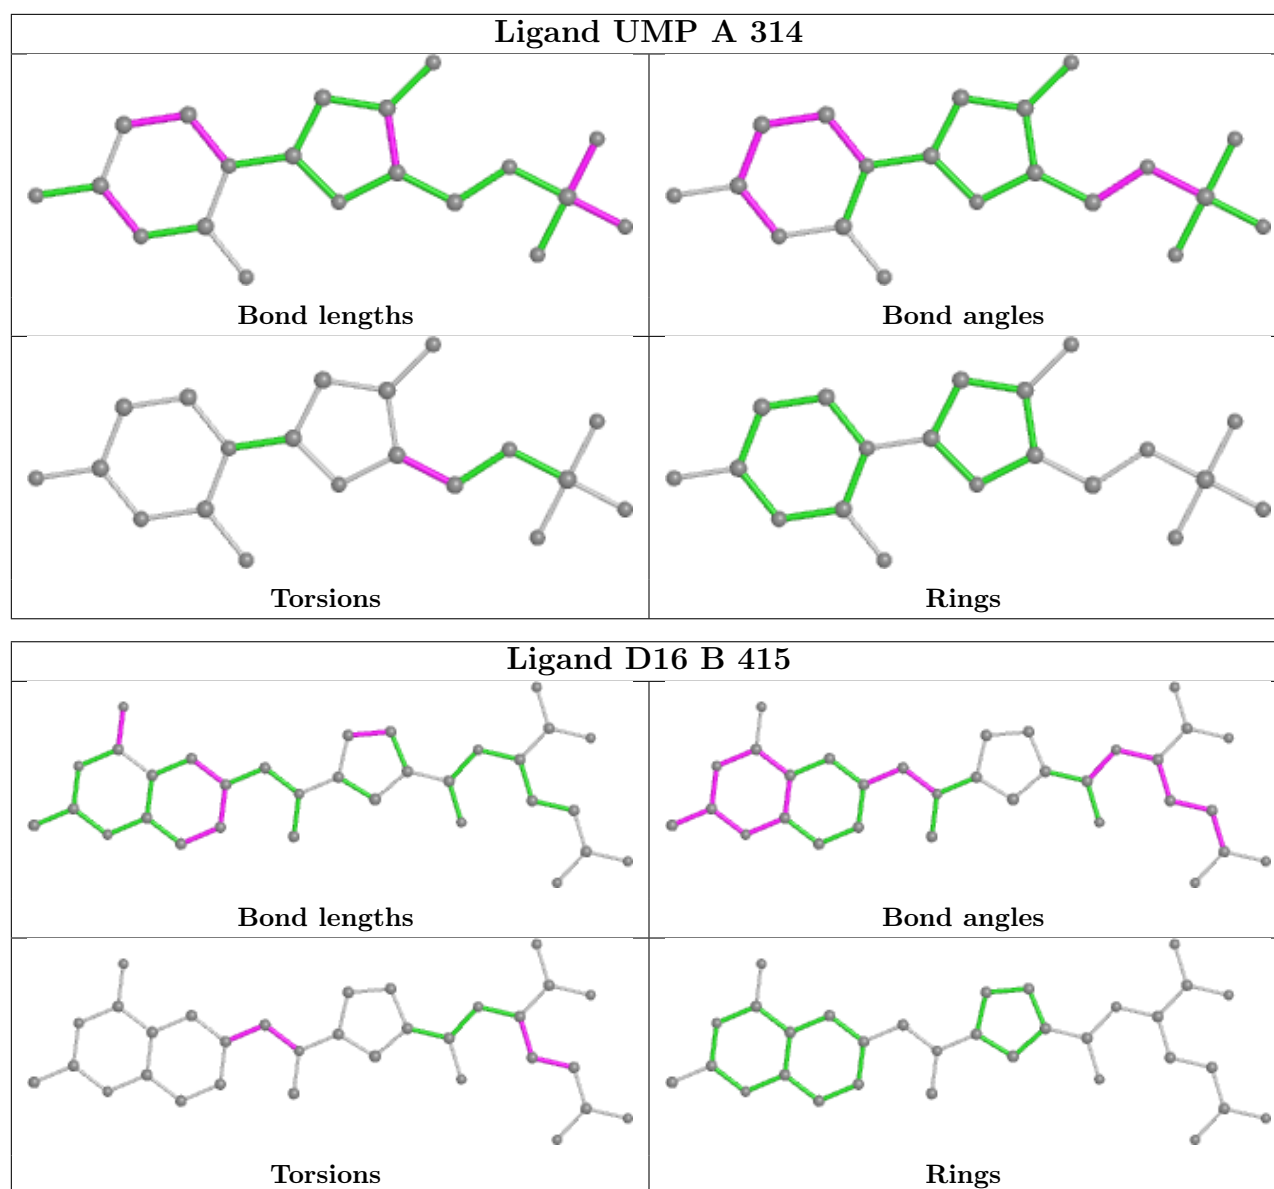 Ligand UMP A 314
Bond lengths
Bond angles
Torsions
Rings
Ligand D16 B 415
Bond lengths
Bond angles
Torsions
Rings